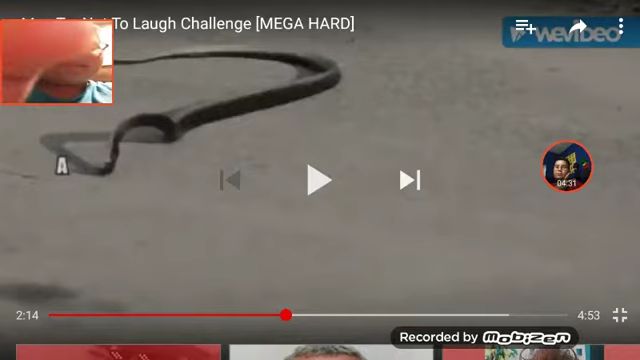 To Laugh Challenge [MEGA HARD]
WEVIDEO
A
04:31
2:14
4:53
Recorded by MOBIZEN